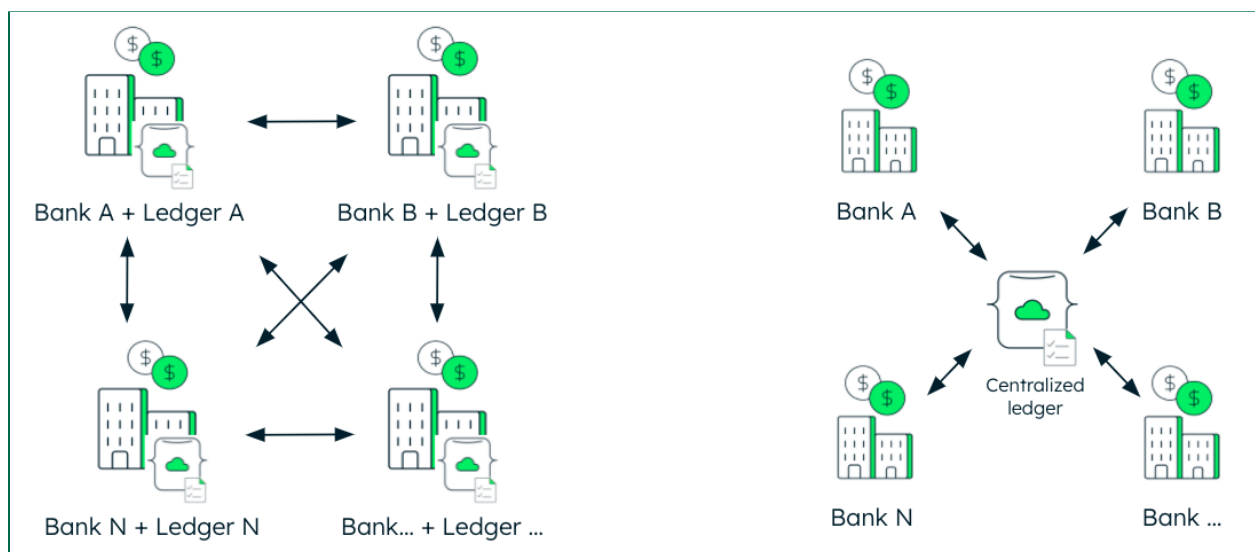 $ $
$ $
Bank A + Ledger A
Bank B + Ledger B
$ $
$ $
Bank N + Ledger N
Bank... + Ledger ...
$ $
$ $
Bank A
Bank B
Centralized
ledger
$ $
$ $
Bank N
Bank ...